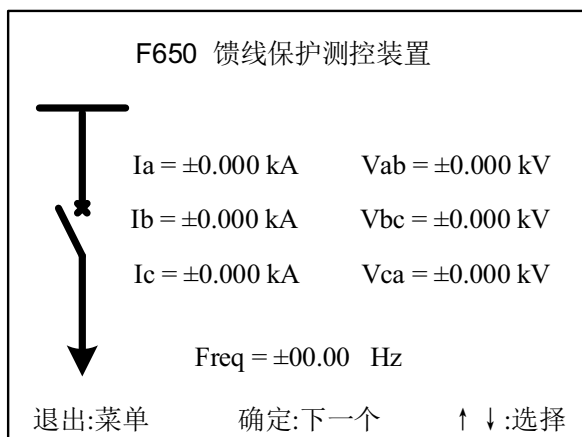 F650 馈线保护测控装置
Ia = ±0.000 kA Vab = ±0.000 kV
Ib = ±0.000 kA Vbc = ±0.000 kV
Ic = ±0.000 kA Vca = ±0.000 kV
Freq = ±00.00 Hz
退出:菜单 确定:下一个 ↑ ↓:选择